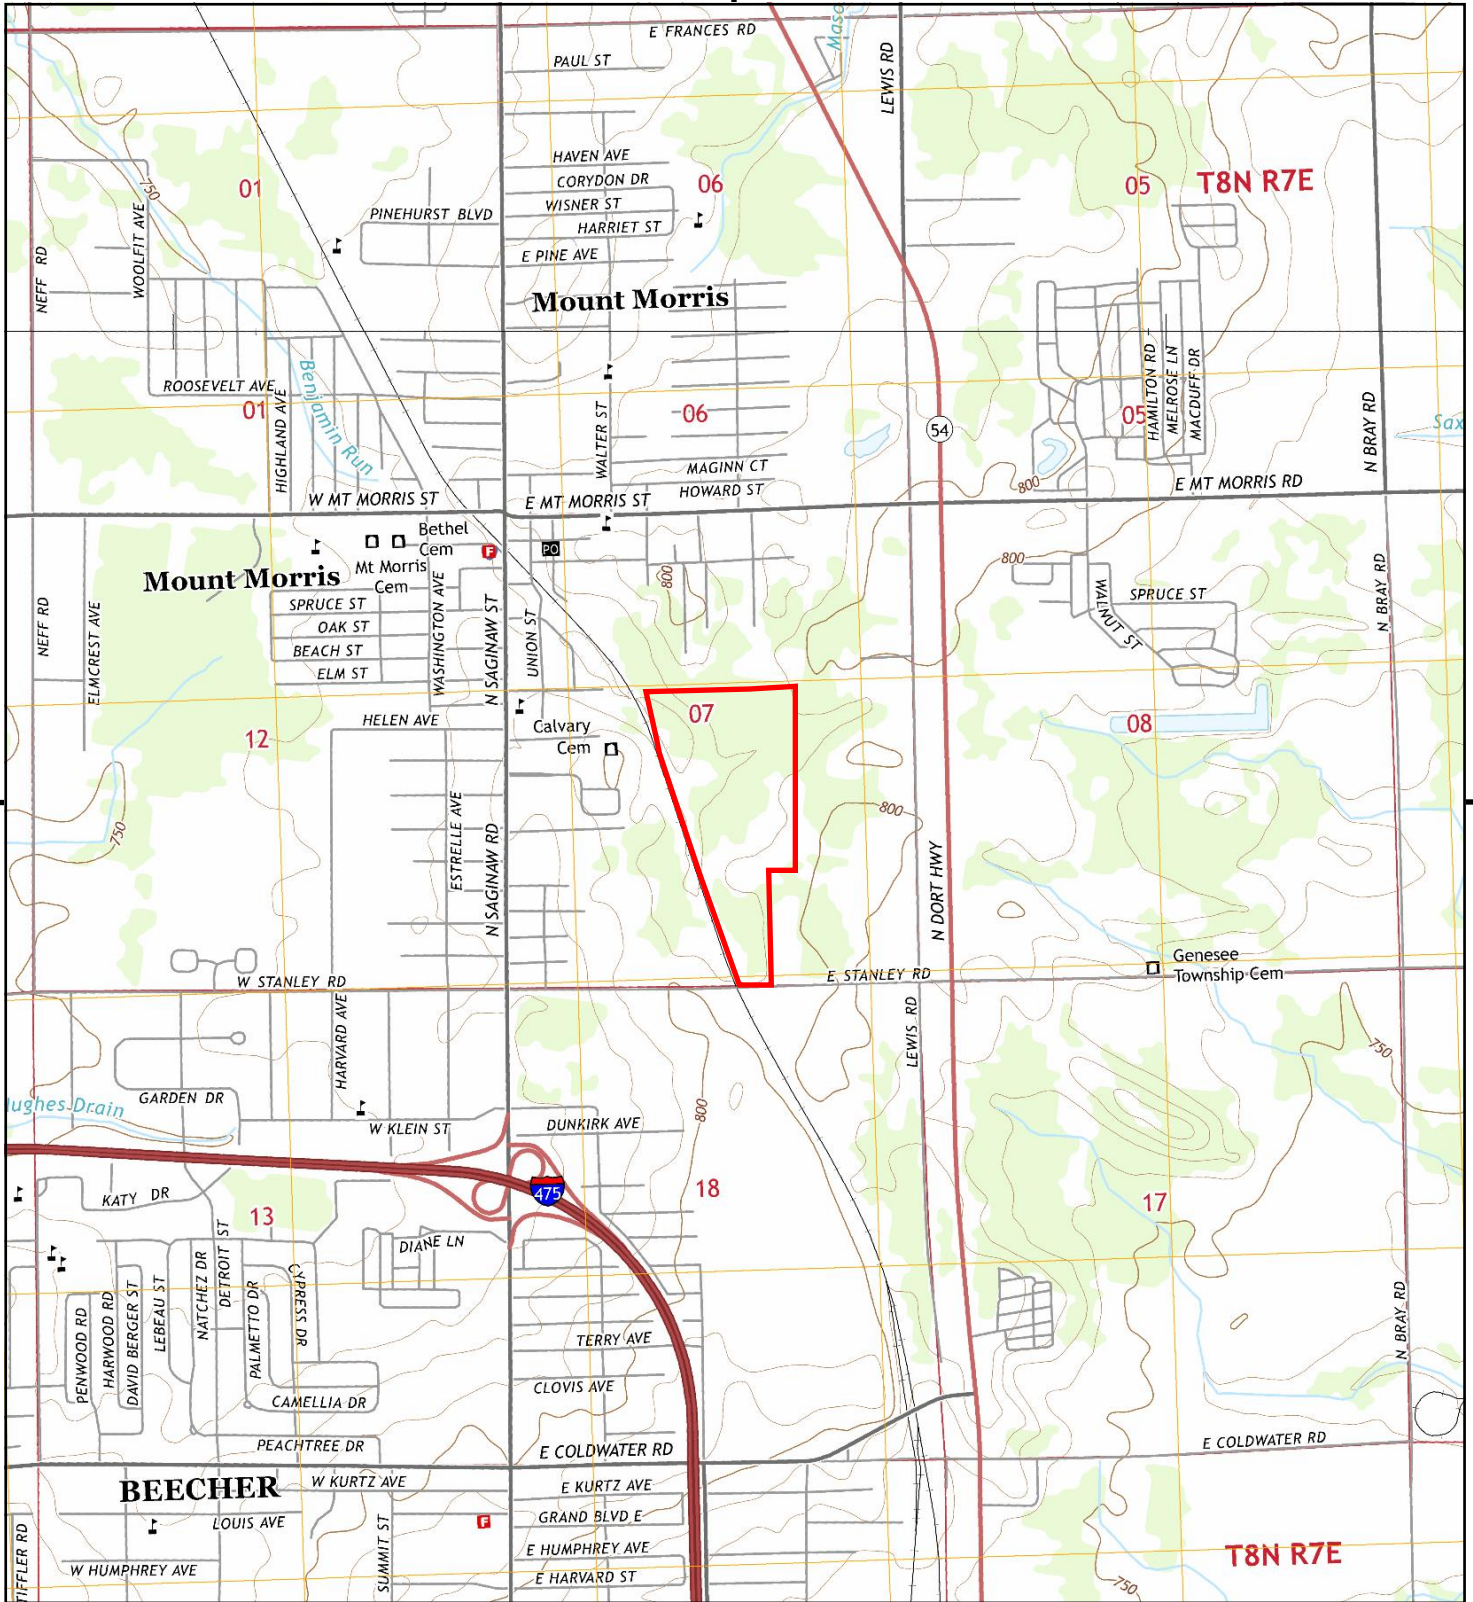 E FRANCES RD
PAUL ST
LEWIS RD
HAVEN AVE
CORYDON DR
WISNER ST
HARRIET ST
E PINE AVE
PINEHURST BLVD
01
06
05
T8N R7E
750
WOOLFIT AVE
NEFF RD
Mount Morris
ROOSEVELT AVE
01
HIGHLAND AVE
Benjamin Run
WALTER ST
06
MAGINN CT
HOWARD ST
54
05
HAMILTON RD
MELROSE LN
MACDUFF DR
N BRAY RD
800
E MT MORRIS RD
W MT MORRIS ST
E MT MORRIS ST
Bethel
Cem
F
PO
Mt Morris
Cem
Mount Morris
SPRUCE ST
OAK ST
BEACH ST
ELM ST
WASHINGTON AVE
N SAGINAW ST
UNION ST
800
800
WALNUT ST
SPRUCE ST
N BRAY RD
NEFF RD
ELMCREST AVE
HELEN AVE
12
Calvary
Cem
07
08
750
ESTRELLE AVE
N SAGINAW RD
800
N DORT HWY
W STANLEY RD
E STANLEY RD
Genesee
Township Cem
HARVARD AVE
LEWIS RD
750
GARDEN DR
W KLEIN ST
DUNKIRK AVE
800
KATY DR
475
13
18
17
DIANE LN
PENWOOD RD
HARWOOD RD
DAVID BERGER ST
LEBEAU ST
NATCHEZ DR
DETROIT ST
PALMETTO DR
CYPRESS DR
TERRY AVE
CLOVIS AVE
CAMELLIA DR
PEACHTREE DR
N BRAY RD
E COLDWATER RD
E COLDWATER RD
BEECHER
W KURTZ AVE
LOUIS AVE
F
E KURTZ AVE
GRAND BLVD E
E HUMPHREY AVE
E HARVARD ST
W HUMPHREY AVE
SUMMIT ST
T8N R7E
750